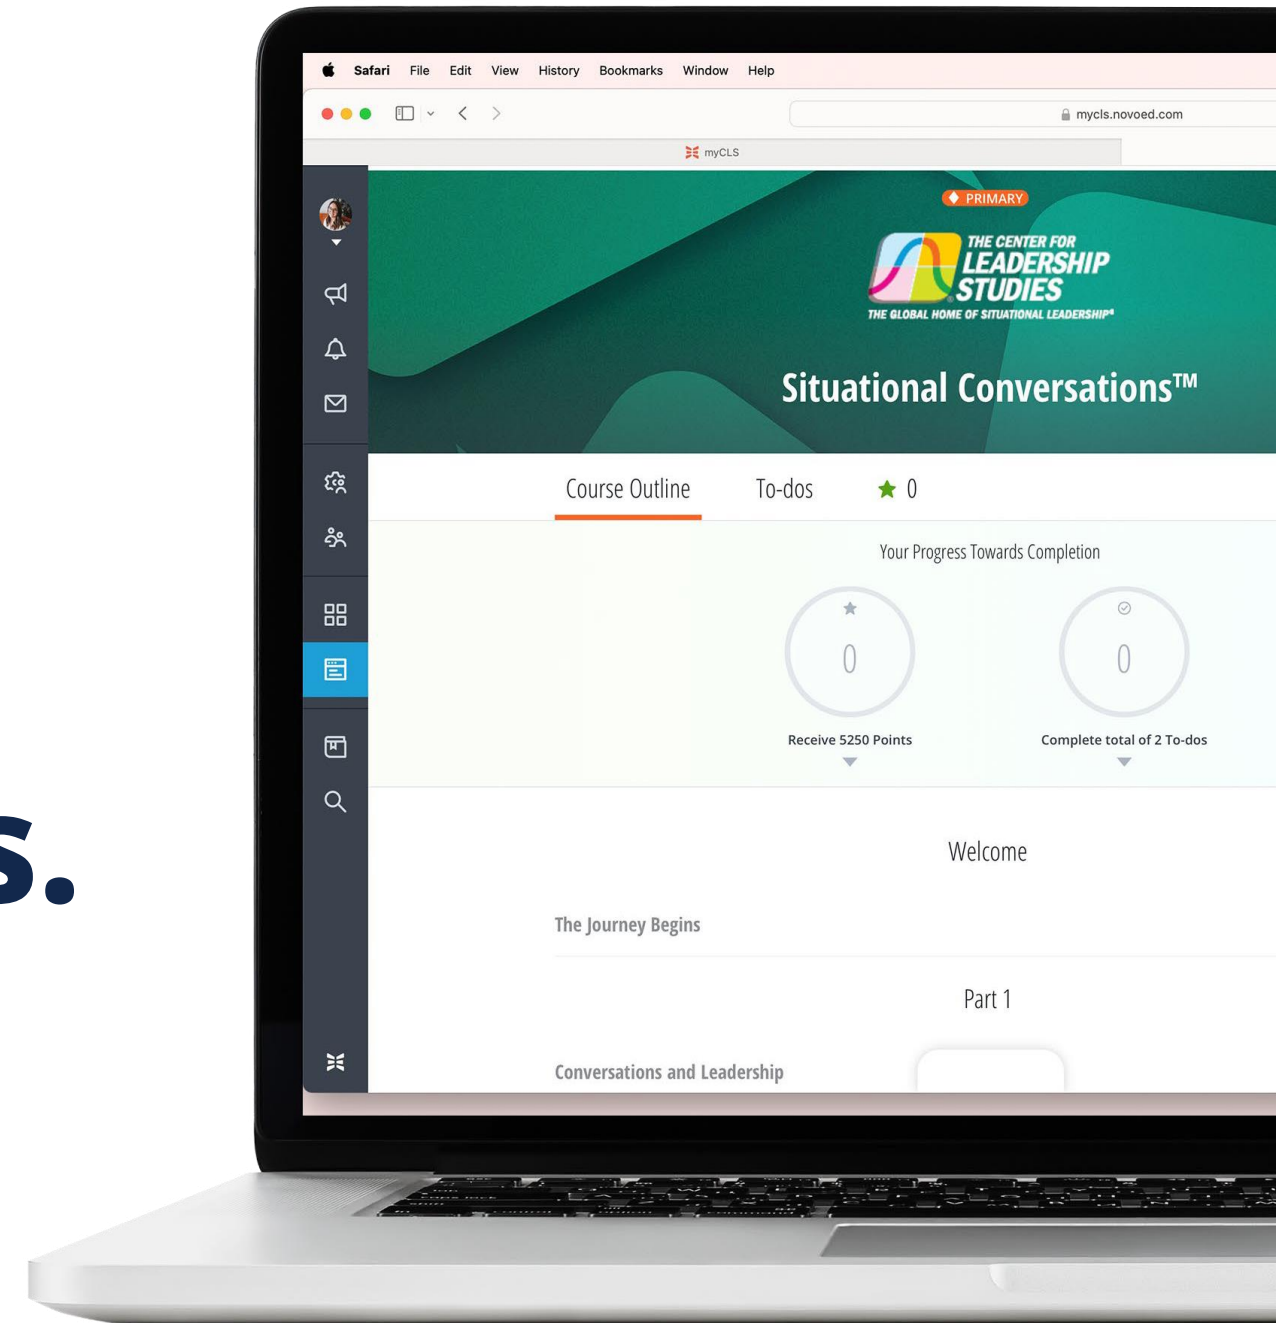 Safari File Edit View History Bookmarks Window Help
mycls.novoed.com
myCLS
PRIMARY
THE CENTER FOR
LEADERSHIP
STUDIES
THE GLOBAL HOME OF SITUATIONAL LEADERSHIP®
Situational Conversations™
Course Outline To-dos 0
Your Progress Towards Completion
0 0
Receive 5250 Points Complete total of 2 To-dos
s.
Welcome
The Journey Begins
Part 1
Conversations and Leadership